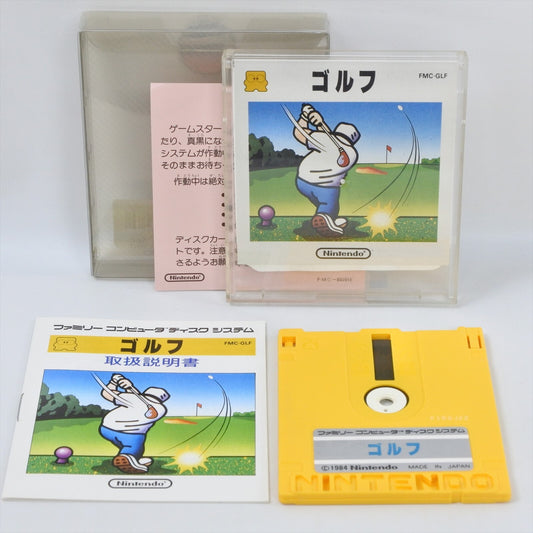 ゴルフ
FMC-GLF
Nintendo
ゲームスター
たり、真黒にな
システムが作動
そのままお待ち
作動中は絶対
ディスクカー
トです。注意
さるようお願
Nintendo
ファミリー コンピュータ ディスク システム
ゴルフ
FMC-GLF
取扱説明書
Nintendo
ファミリー コンピュータ ディスク システム
ゴルフ
©1984 Nintendo MADE IN JAPAN
NINTENDO